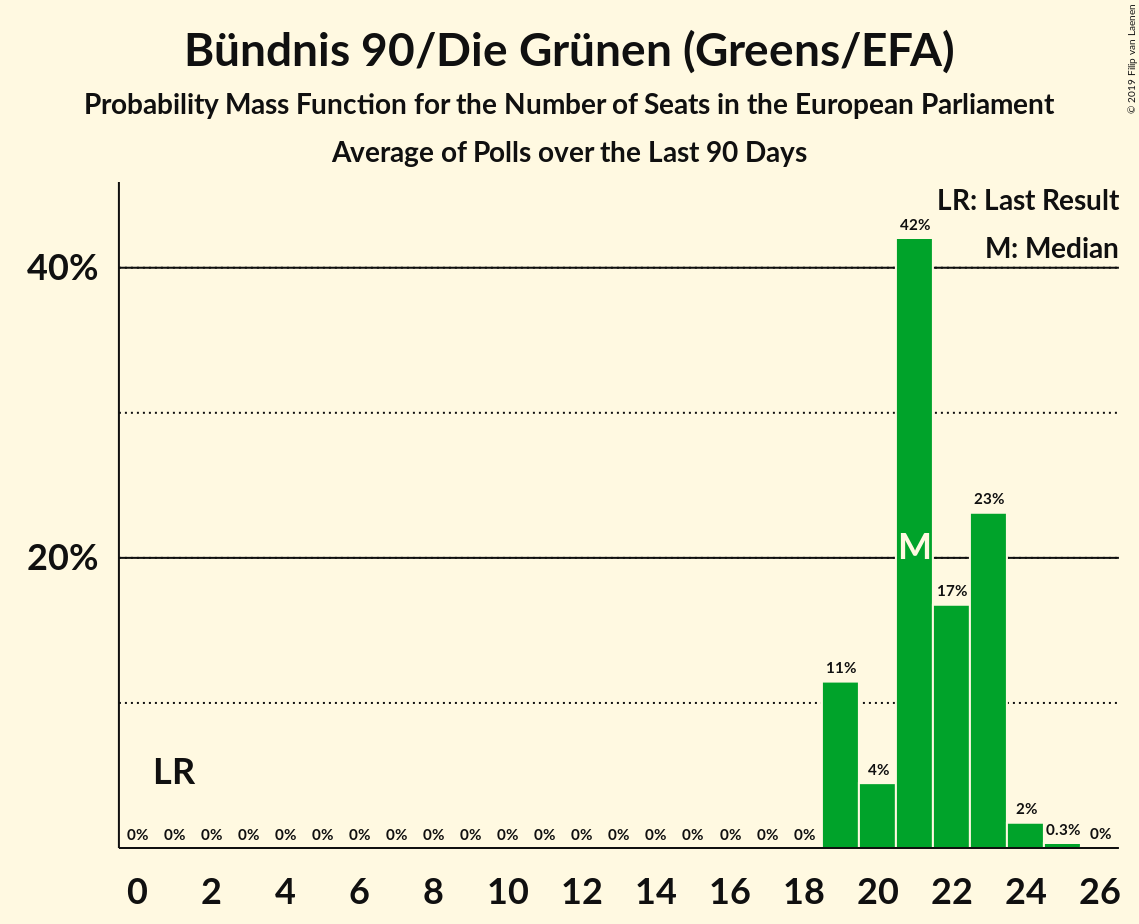 Bündnis 90/Die Grünen (Greens/EFA)
Probability Mass Function for the Number of Seats in the European Parliament
Average of Polls over the Last 90 Days
© 2019 Filip van Laenen
LR: Last Result
M: Median
42%
40%
23%
20%
M
17%
11%
LR
4%
2%
0.3%
0% 0% 0% 0% 0% 0% 0% 0% 0% 0% 0% 0% 0% 0% 0% 0% 0% 0% 0% 0%
0 2 4 6 8 10 12 14 16 18 20 22 24 26